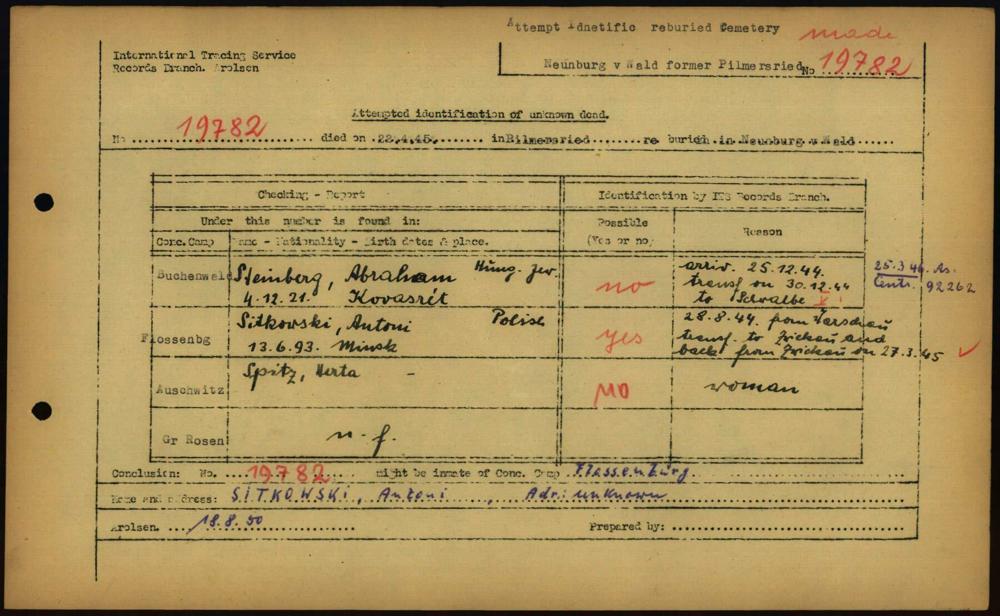 Attempt Idnetific reburied Cemetery made
International Tracing Service
Records Branch. Arolsen
Neunburg v Wald former Pilmersried No 19782
Attempted identification of unknown dead.
No 19782 died on 22.4.45. in Pilmersried re buried in Neunburg v Wald
Checking - Report
Identification by ITS Records Branch.
Under this number is found in:
Possible
(Yes or no)
Reason
Conc.Camp
Name - Nationality - Birth dates & place.
Buchenwald
Steinberg, Abraham Hung. jew.
4.12.21. Kovasrét
no
arriv. 25.12.44.
transf on 30.12.44
to Schwalbe V
25.3.46. As.
Centr. 92262
Flossenbg
Sitkowski, Antoni Polish
13.6.93. Minsk
yes
28.8.44. from Warschau
transf. to Zwickau and
back from Zwickau on 27.3.45
Auschwitz
Spitz, Herta -
no
woman
Gr Rosen
n.f.
Conclusion: No. 19782 might be inmate of Conc. Camp Flossenburg.
Name and address: SITKOWSKI, Antoni, Adr: unknown
Arolsen. 18.8.50 Prepared by: